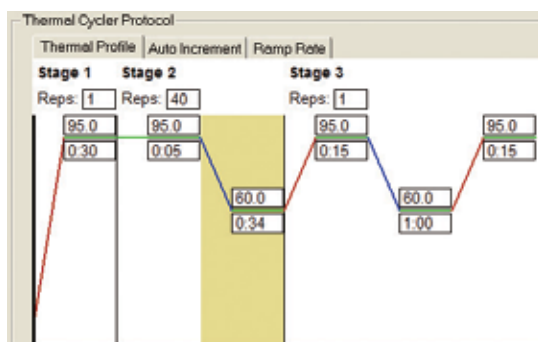 Thermal Cycler Protocol
Thermal Profile Auto Increment Ramp Rate
Stage 1 Stage 2 Stage 3
Reps: 1 Reps: 40 Reps: 1
95.0 95.0 95.0 95.0
0:30 0:05 0:15 0:15
60.0 60.0
0:34 1:00